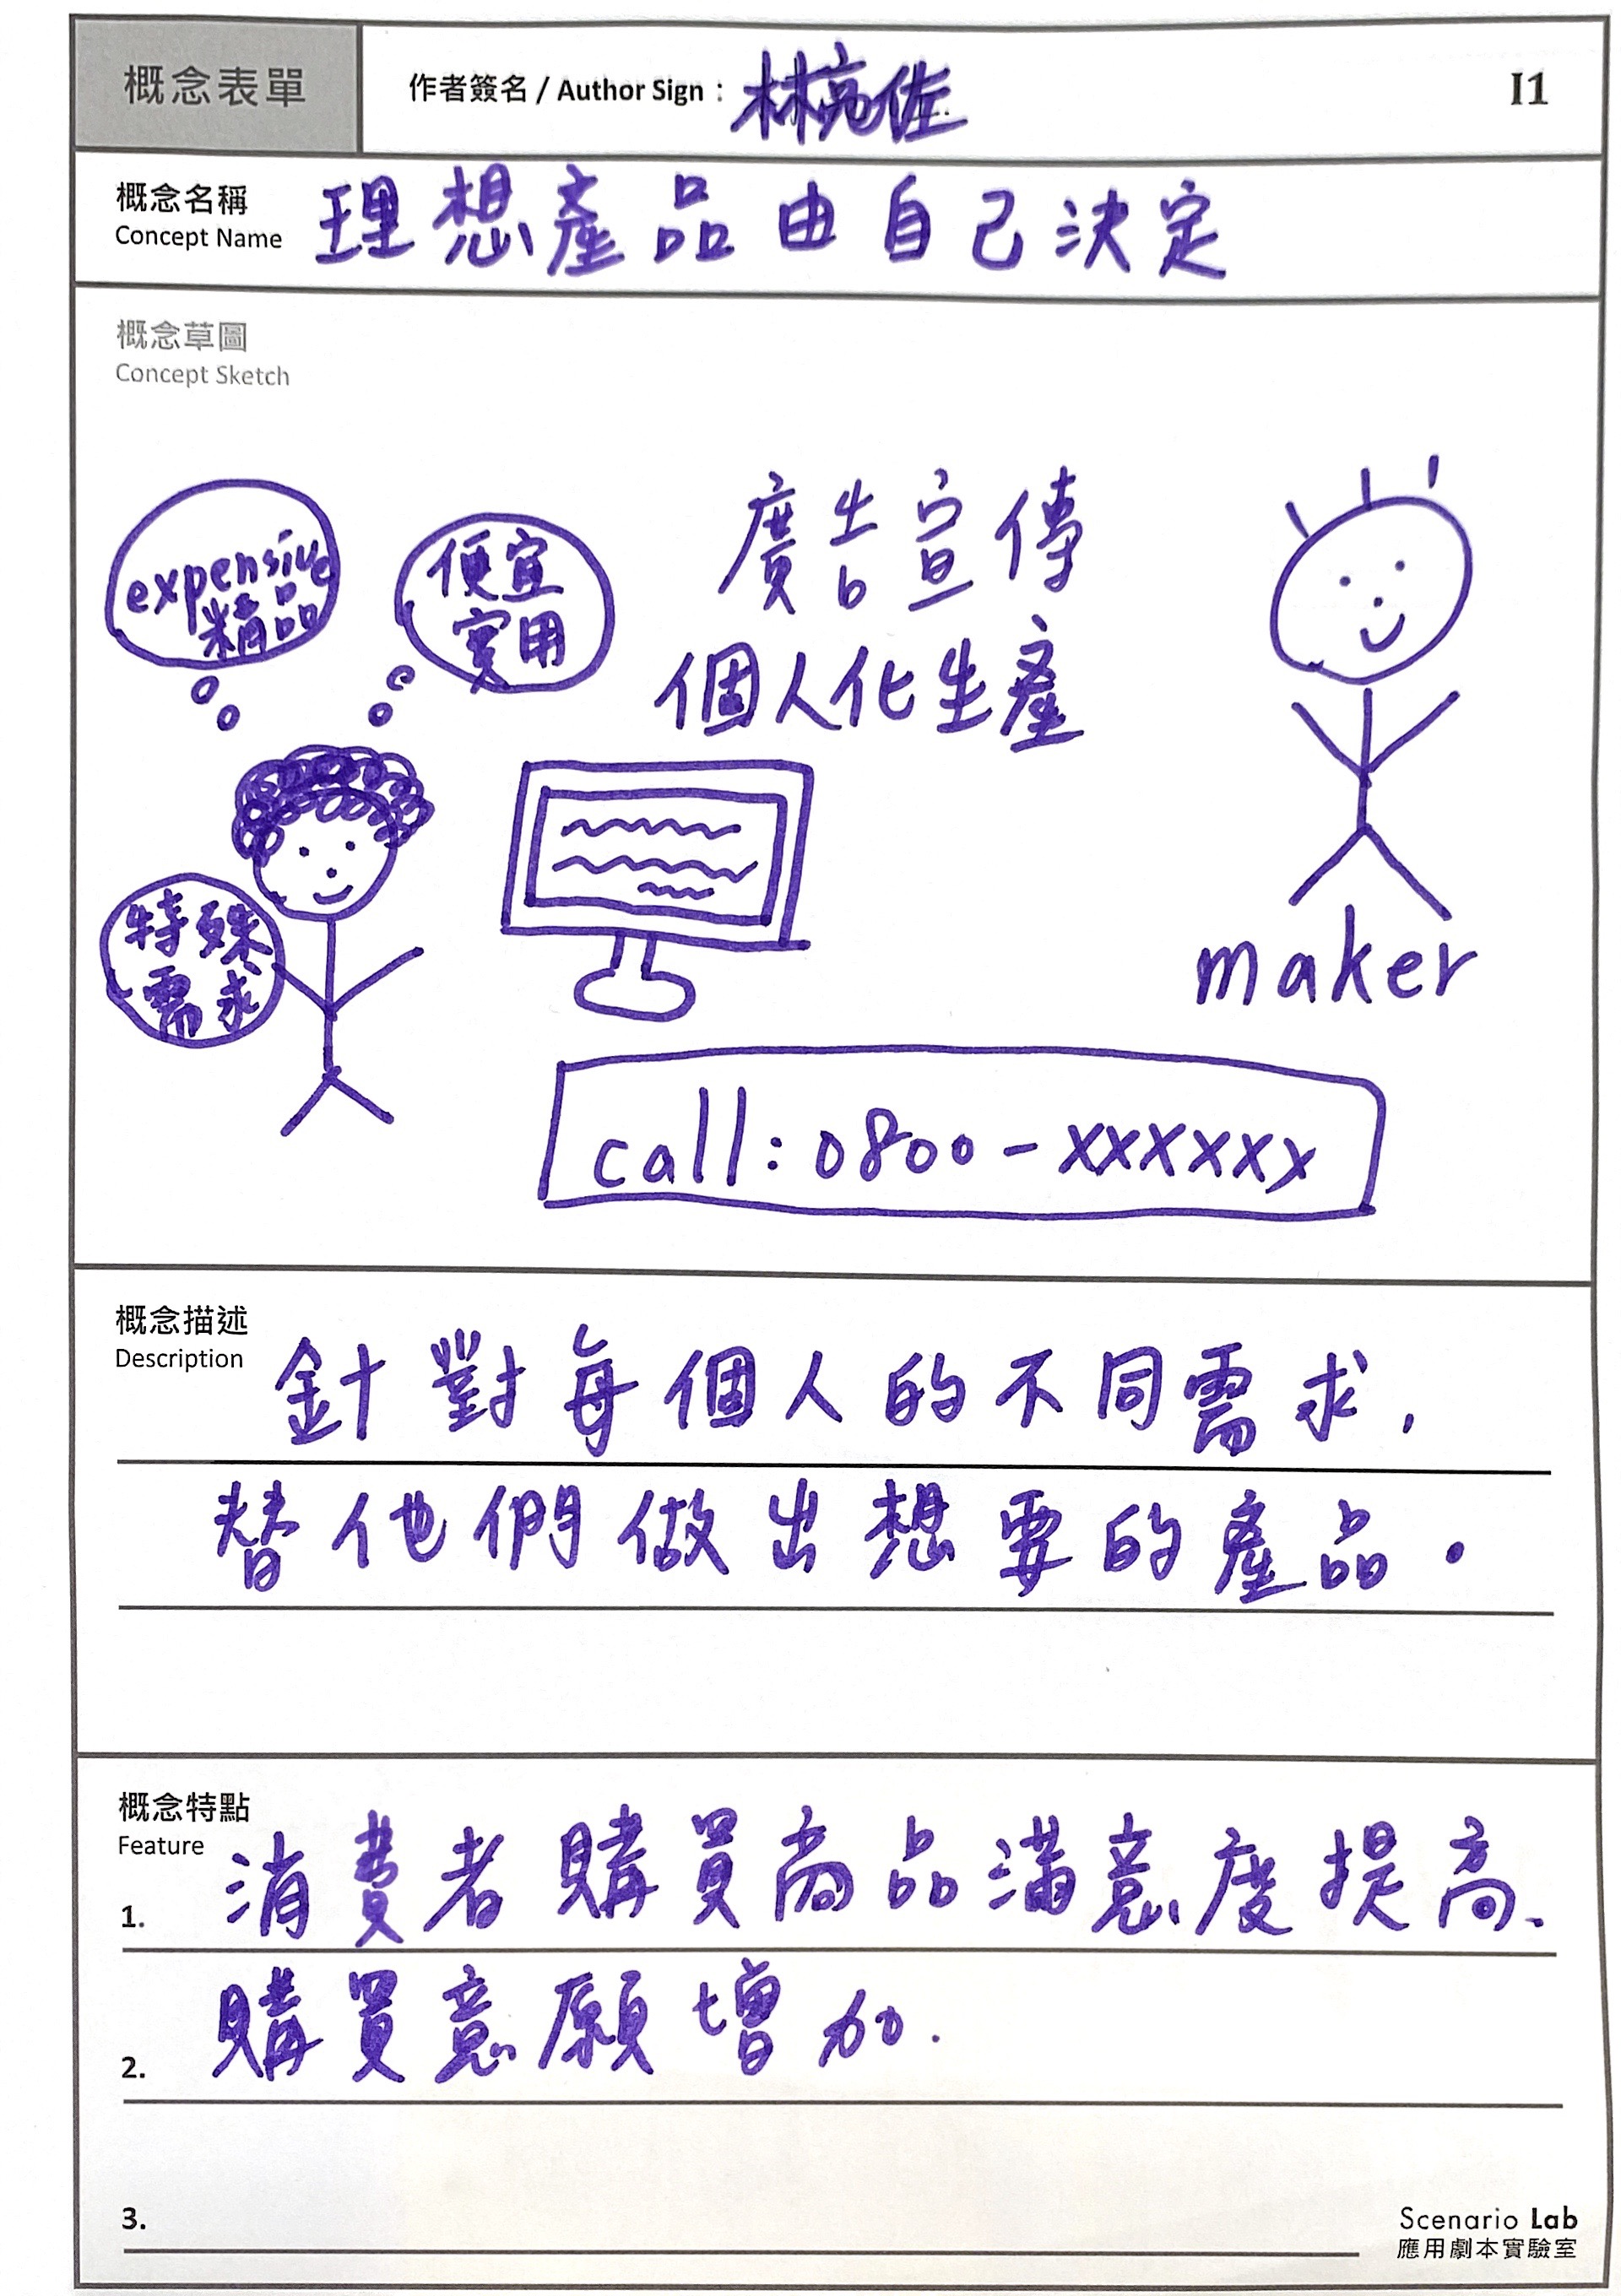 概念表單
作者簽名 / Author Sign : 林亮佐
I1
概念名稱
Concept Name
理想產品由自己決定
概念草圖
Concept Sketch
expensive
精品
便宜
實用
廣告宣傳
個人化生產
特殊
需求
maker
call:0800-xxxxxx
概念描述
Description
針對每個人的不同需求,
替他們做出想要的產品.
概念特點
Feature
1. 消費者購買商品滿意度提高、
2. 購買意願增加.
3.
Scenario Lab
應用劇本實驗室